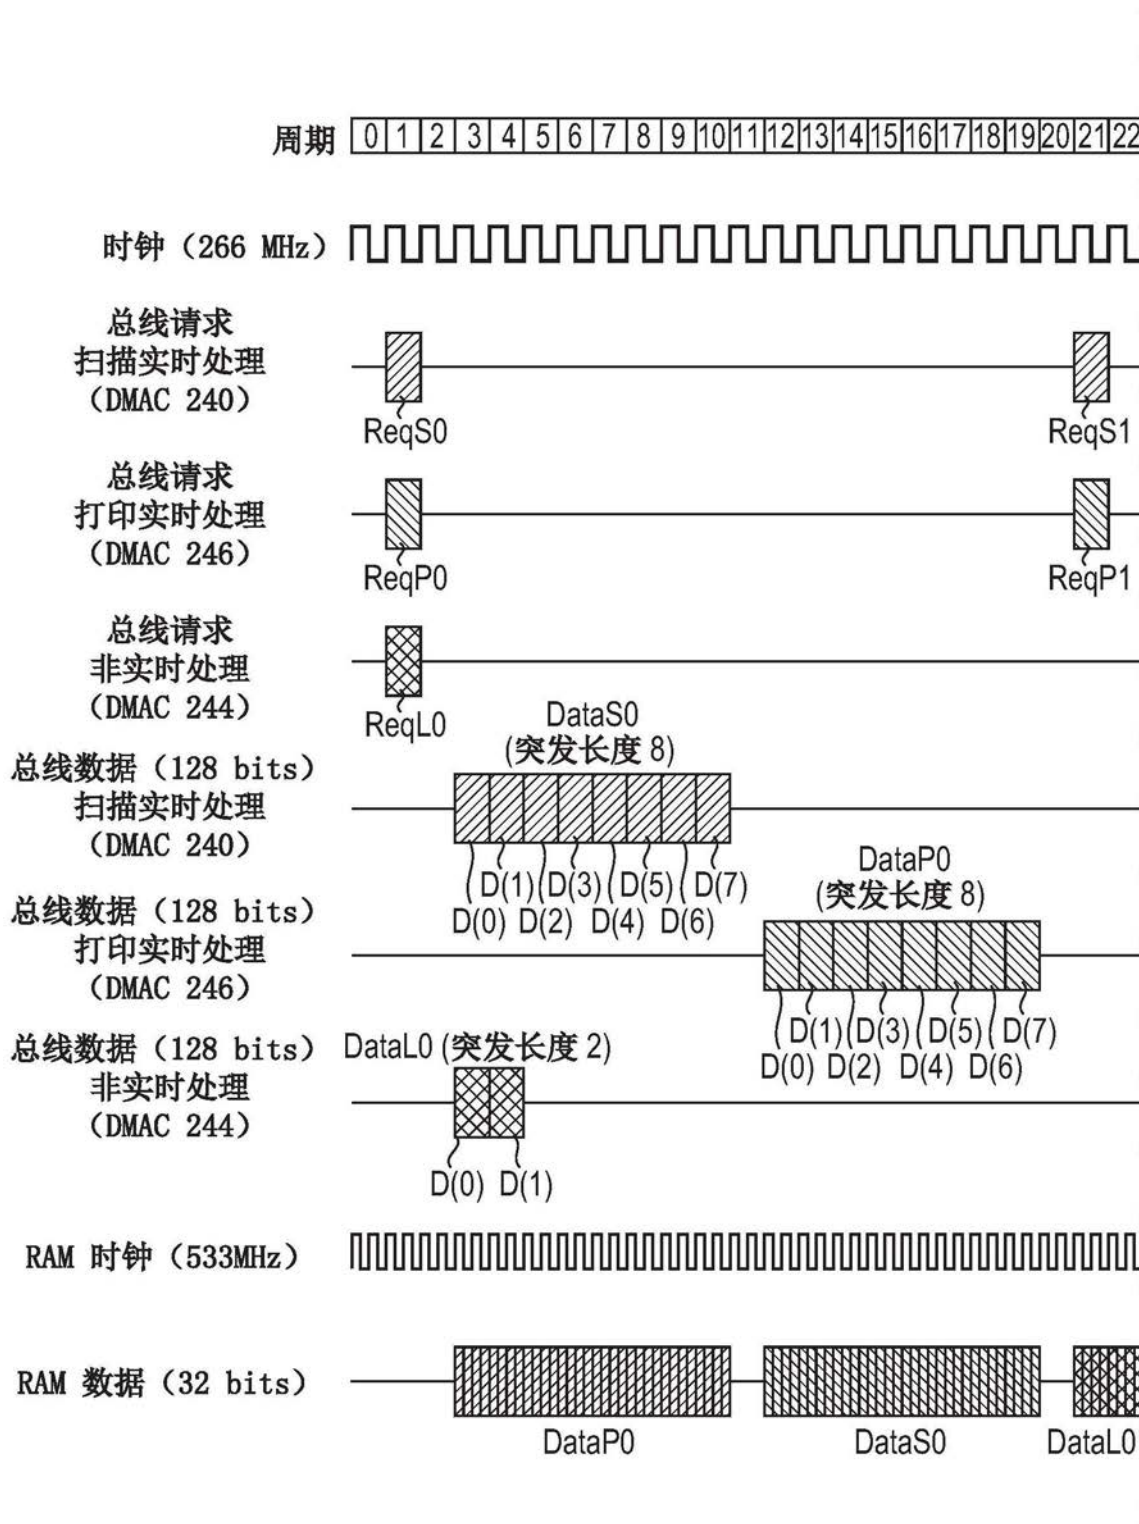 周期 0 1 2 3 4 5 6 7 8 9 10 11 12 13 14 15 16 17 18 19 20 21 22
时钟（266 MHz）
总线请求
扫描实时处理
（DMAC 240）
ReqS0 ReqS1
总线请求
打印实时处理
（DMAC 246）
ReqP0 ReqP1
总线请求
非实时处理
（DMAC 244）
ReqL0
DataS0
(突发长度 8)
总线数据（128 bits）
扫描实时处理
（DMAC 240）
D(1) D(3) D(5) D(7)
D(0) D(2) D(4) D(6)
DataP0
(突发长度 8)
总线数据（128 bits）
打印实时处理
（DMAC 246）
D(1) D(3) D(5) D(7)
D(0) D(2) D(4) D(6)
总线数据（128 bits）
非实时处理
（DMAC 244）
DataL0 (突发长度 2)
D(0) D(1)
RAM 时钟（533MHz）
RAM 数据（32 bits）
DataP0 DataS0 DataL0